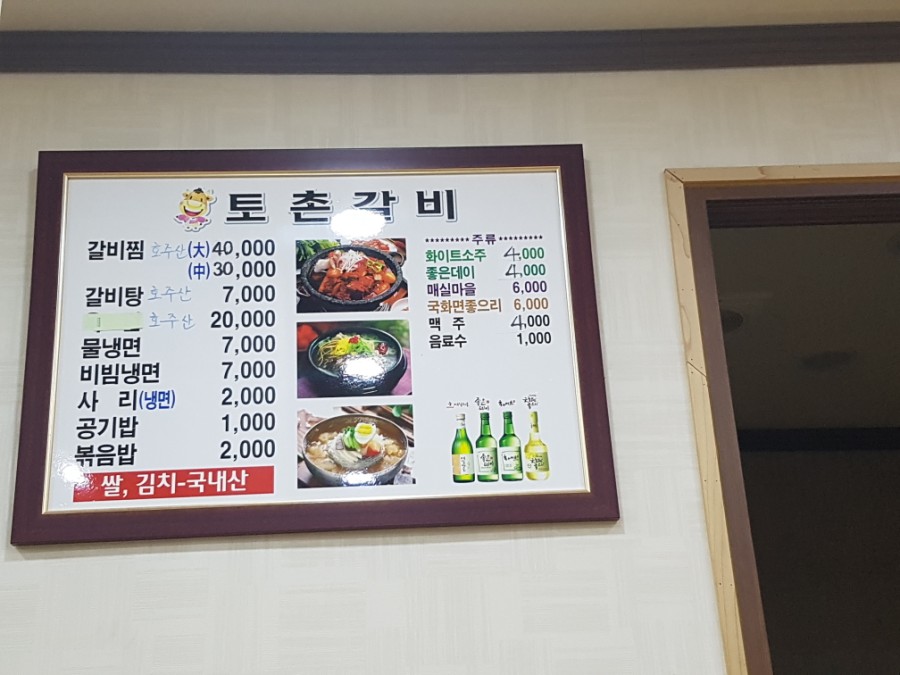 토촌갈비
갈비찜 호주산 (大) 40,000
(中) 30,000
갈비탕 호주산 7,000
호주산 20,000
물냉면 7,000
비빔냉면 7,000
사 리(냉면) 2,000
공기밥 1,000
볶음밥 2,000
쌀, 김치-국내산
********* 주류 *********
화이트소주 4,000
좋은데이 4,000
매실마을 6,000
국화면좋으리 6,000
맥 주 4,000
음료수 1,000